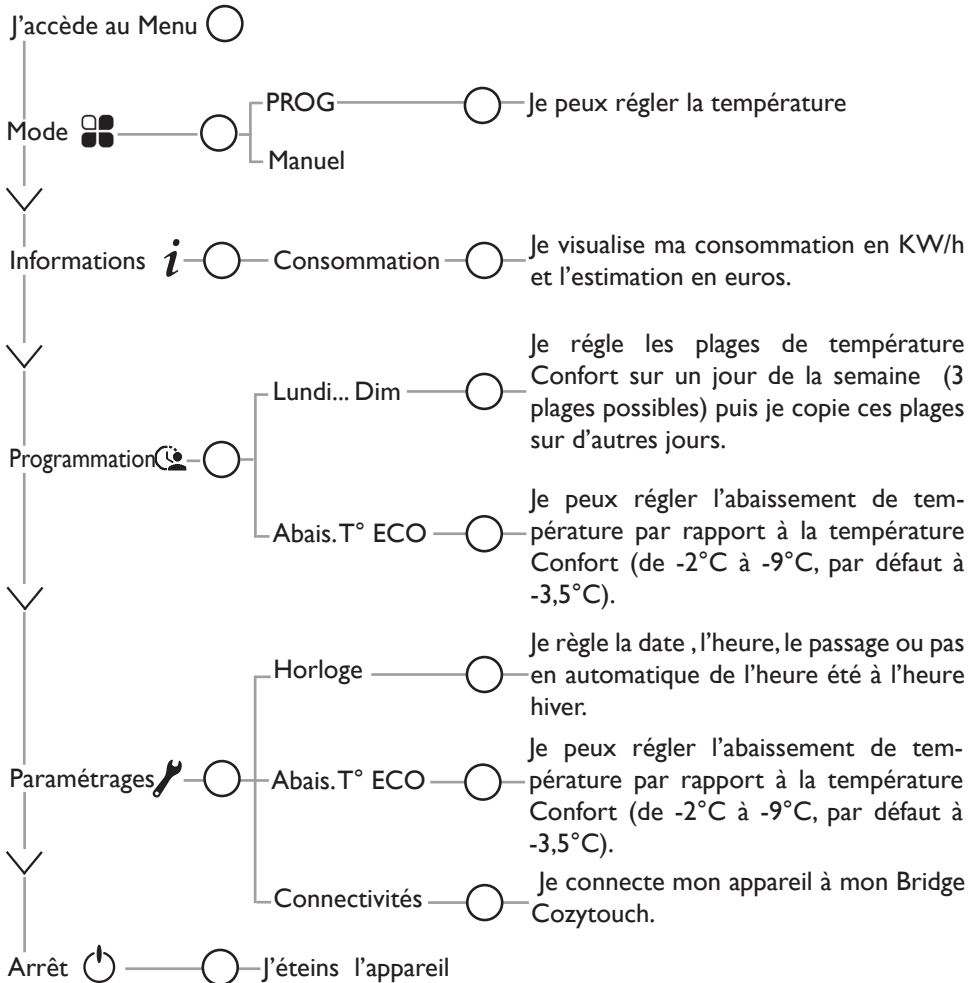 J'accède au Menu
PROG
Je peux régler la température
Mode
Manuel
Informations i
Consommation
Je visualise ma consommation en KW/h
et l'estimation en euros.
Je régle les plages de température
Confort sur un jour de la semaine (3
plages possibles) puis je copie ces plages
sur d'autres jours.
Lundi... Dim
Programmation
Je peux régler l'abaissement de tem-
pérature par rapport à la température
Confort (de -2°C à -9°C, par défaut à
-3,5°C).
Abais.T° ECO
Je règle la date , l'heure, le passage ou pas
en automatique de l'heure été à l'heure
hiver.
Horloge
Paramétrages
Je peux régler l'abaissement de tem-
pérature par rapport à la température
Confort (de -2°C à -9°C, par défaut à
-3,5°C).
Abais.T° ECO
Connectivités
Je connecte mon appareil à mon Bridge
Cozytouch.
Arrêt
J'éteins l'appareil